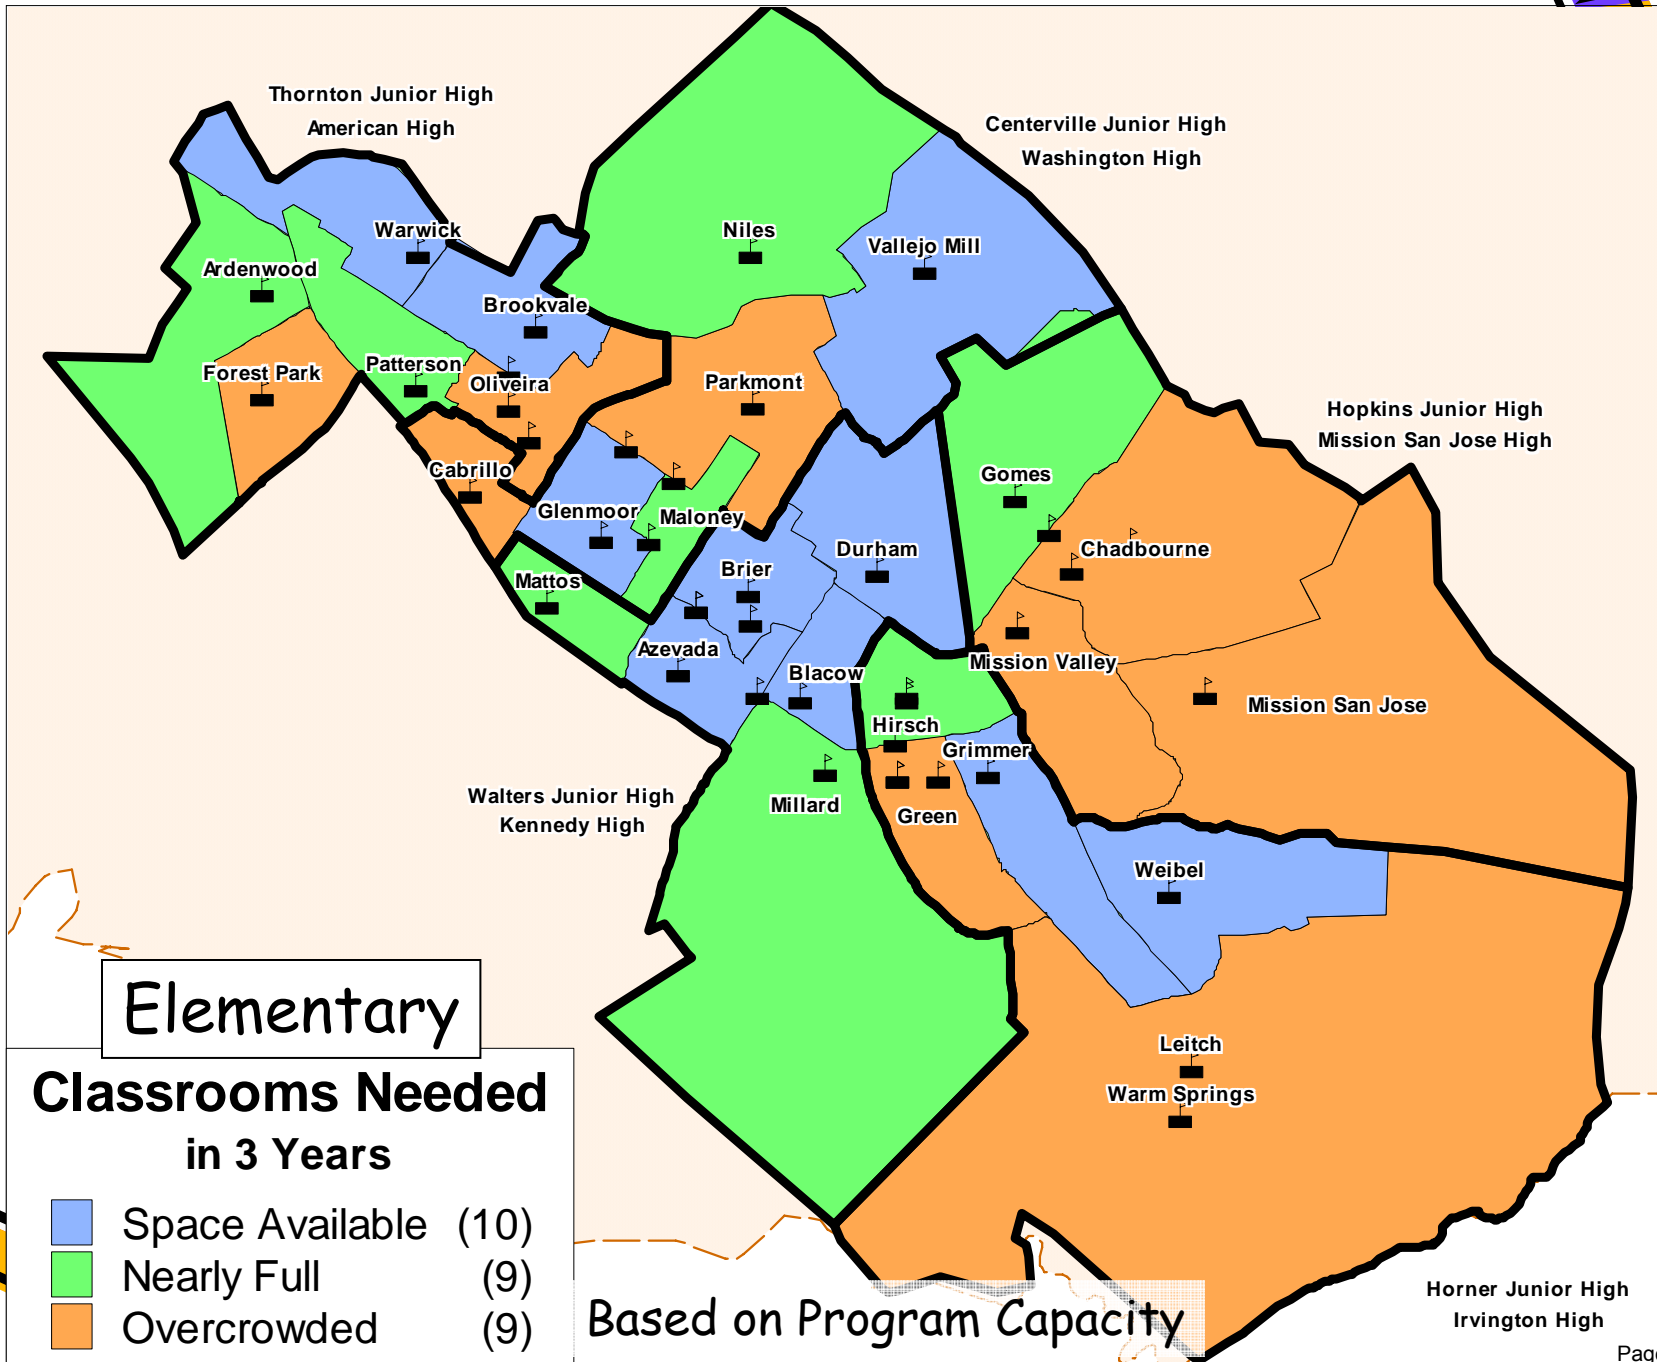 Thornton Junior High
American High
Centerville Junior High
Washington High
Warwick
Niles
Vallejo Mill
Ardenwood
Brookvale
Forest Park
Patterson
Oliveira
Parkmont
Hopkins Junior High
Mission San Jose High
Cabrillo
Gomes
Glenmoor
Maloney
Durham
Chadbourne
Brier
Mattos
Azevada
Blacow
Mission Valley
Mission San Jose
Hirsch
Grimmer
Walters Junior High
Kennedy High
Millard
Green
Weibel
Leitch
Warm Springs
Elementary
Classrooms Needed
in 3 Years
Space Available (10)
Nearly Full (9)
Overcrowded (9)
Based on Program Capacity
Horner Junior High
Irvington High